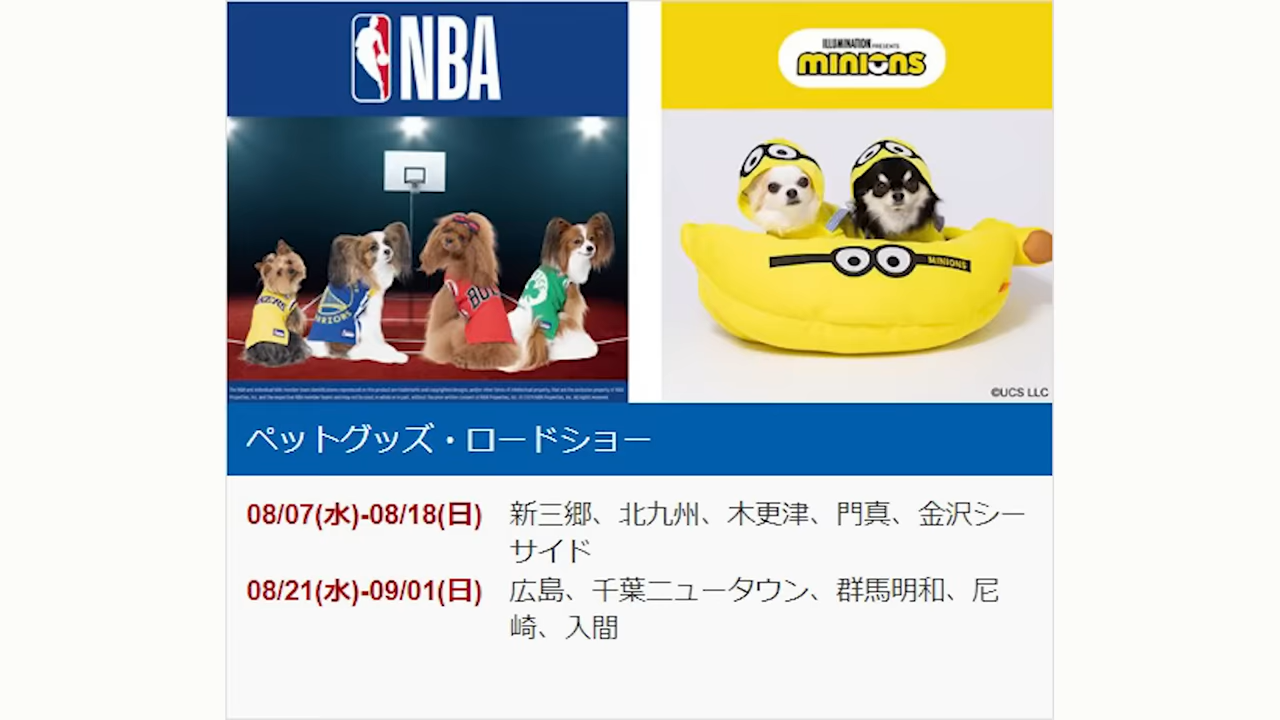 NBA
ILLUMINATION PRESENTS
minions
KERS
RRIORS
BUL
MINIONS
©UCS LLC
ペットグッズ・ロードショー
08/07(水)-08/18(日) 新三郷、北九州、木更津、門真、金沢シー
サイド
08/21(水)-09/01(日) 広島、千葉ニュータウン、群馬明和、尼
崎、入間